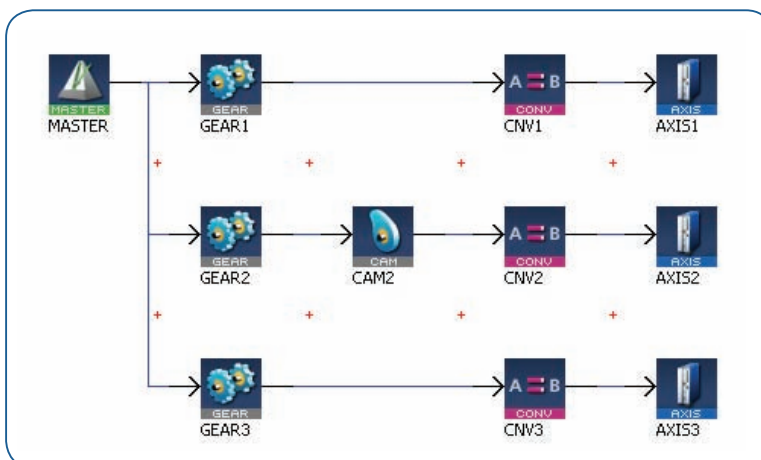 A B
MASTER GEAR CONV AXIS
MASTER GEAR1 CNV1 AXIS1
A B
GEAR CAM CONV AXIS
GEAR2 CAM2 CNV2 AXIS2
A B
GEAR CONV AXIS
GEAR3 CNV3 AXIS3